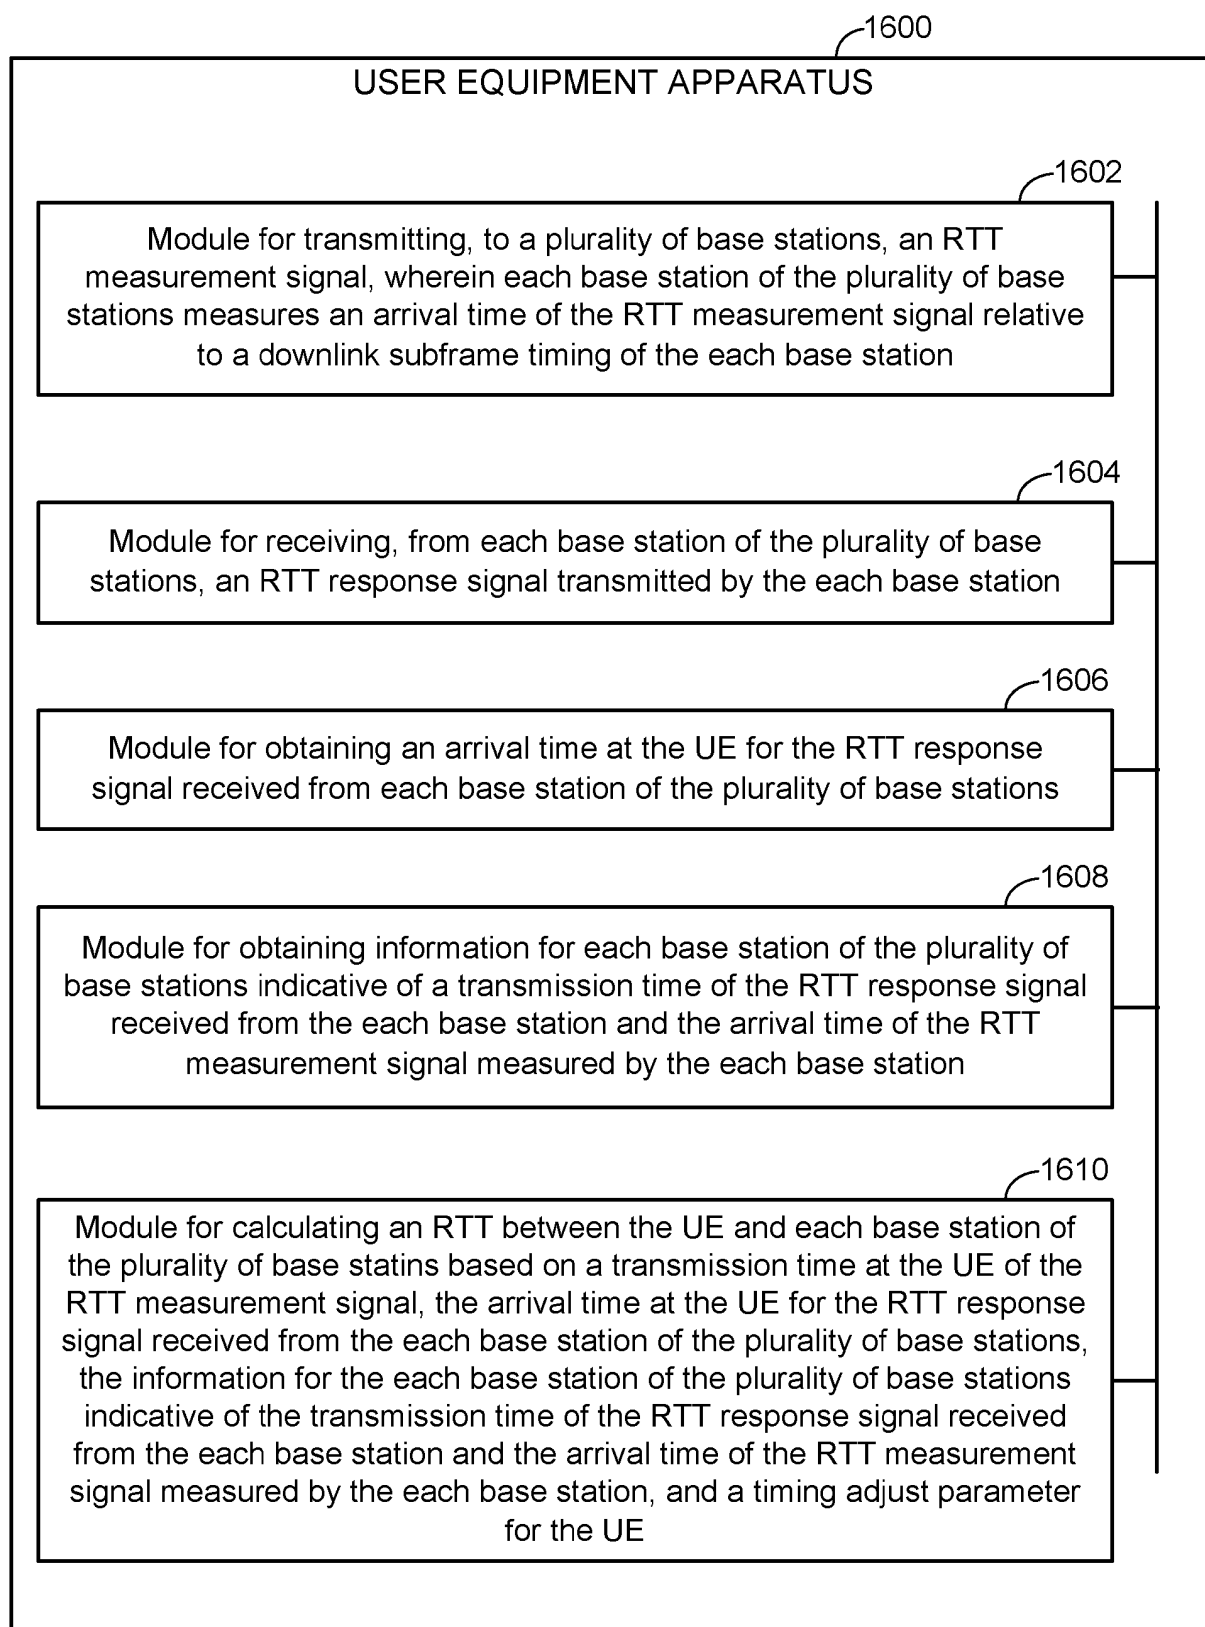 1600
USER EQUIPMENT APPARATUS
1602
Module for transmitting, to a plurality of base stations, an RTT
measurement signal, wherein each base station of the plurality of base
stations measures an arrival time of the RTT measurement signal relative
to a downlink subframe timing of the each base station
1604
Module for receiving, from each base station of the plurality of base
stations, an RTT response signal transmitted by the each base station
1606
Module for obtaining an arrival time at the UE for the RTT response
signal received from each base station of the plurality of base stations
1608
Module for obtaining information for each base station of the plurality of
base stations indicative of a transmission time of the RTT response signal
received from the each base station and the arrival time of the RTT
measurement signal measured by the each base station
1610
Module for calculating an RTT between the UE and each base station of
the plurality of base statins based on a transmission time at the UE of the
RTT measurement signal, the arrival time at the UE for the RTT response
signal received from the each base station of the plurality of base stations,
the information for the each base station of the plurality of base stations
indicative of the transmission time of the RTT response signal received
from the each base station and the arrival time of the RTT measurement
signal measured by the each base station, and a timing adjust parameter
for the UE